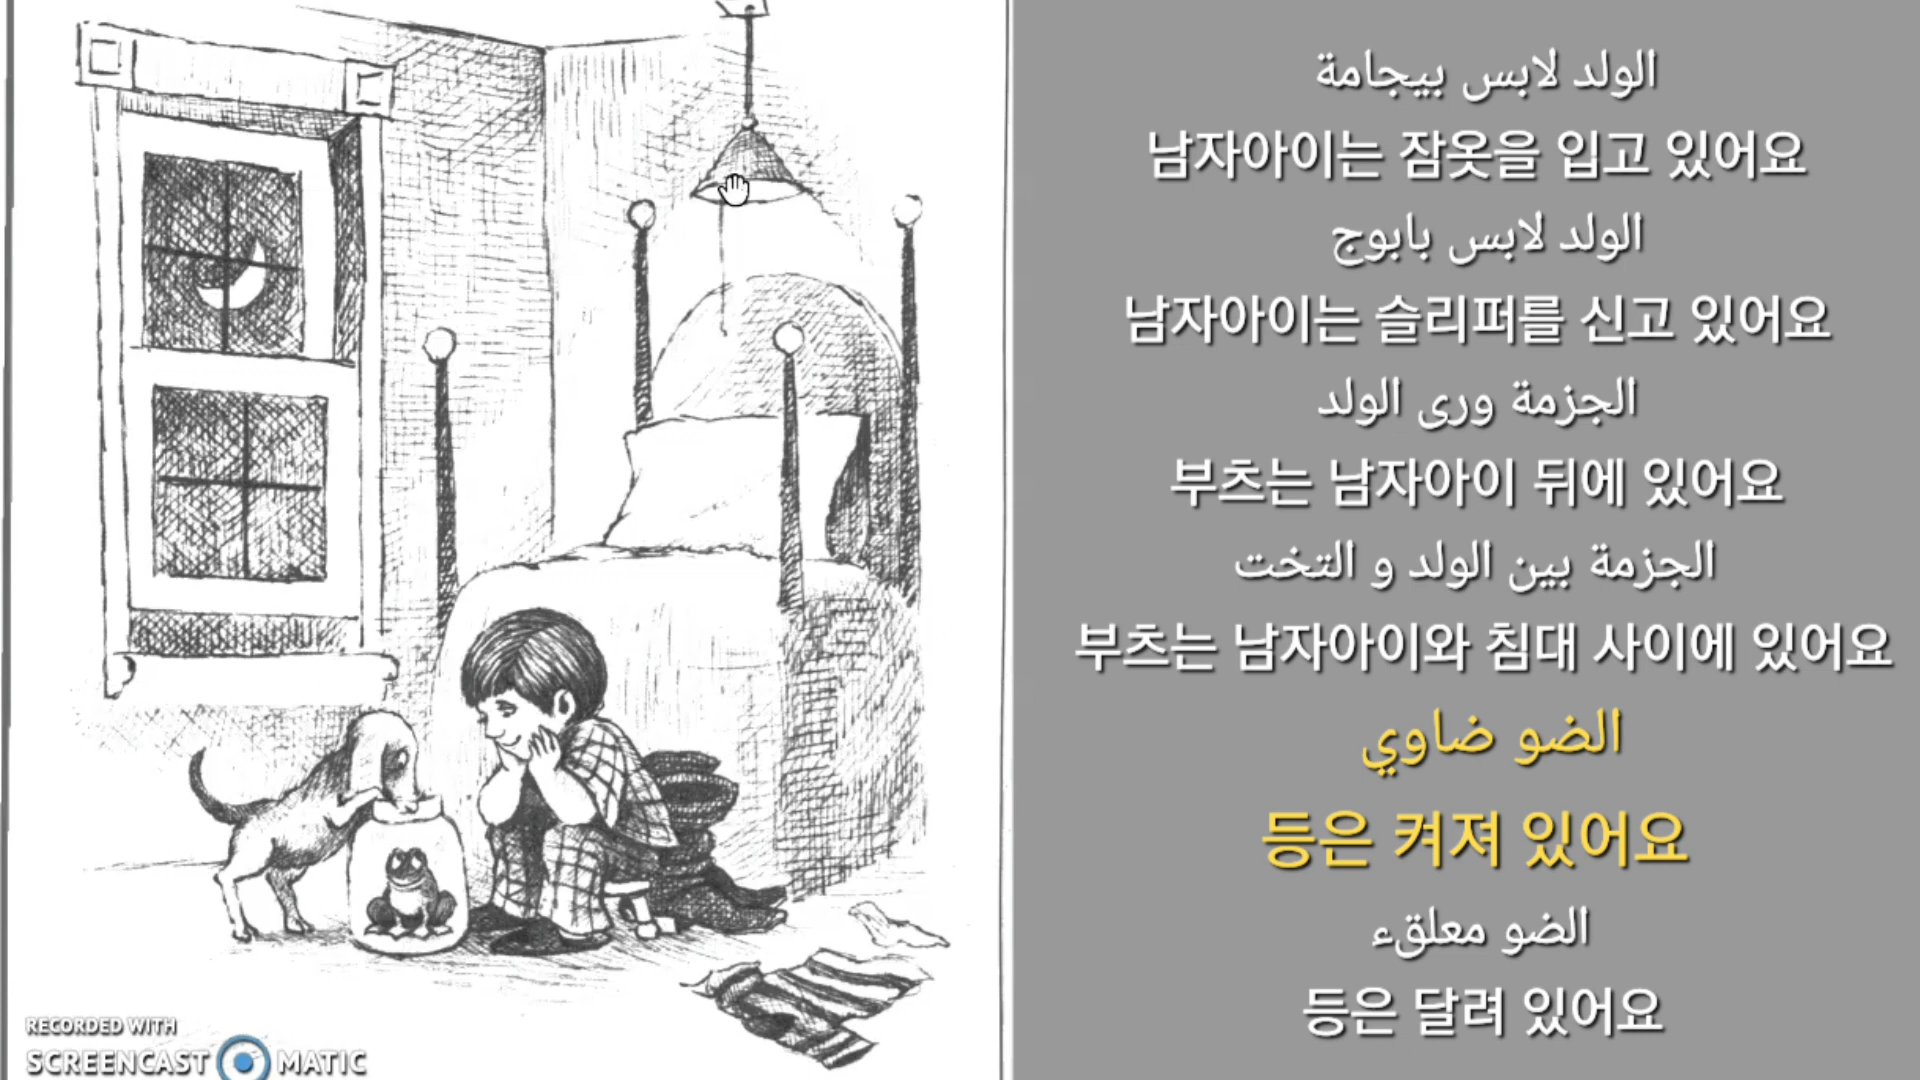 الولد لابس بيجامة
남자아이는 잠옷을 입고 있어요
الولد لابس بابوج
남자아이는 슬리퍼를 신고 있어요
الجزمة ورى الولد
부츠는 남자아이 뒤에 있어요
الجزمة بين الولد و التخت
부츠는 남자아이와 침대 사이에 있어요
الضو ضاوي
등은 켜져 있어요
الضو معلقء
등은 달려 있어요
RECORDED WITH
SCREENCAST MATIC